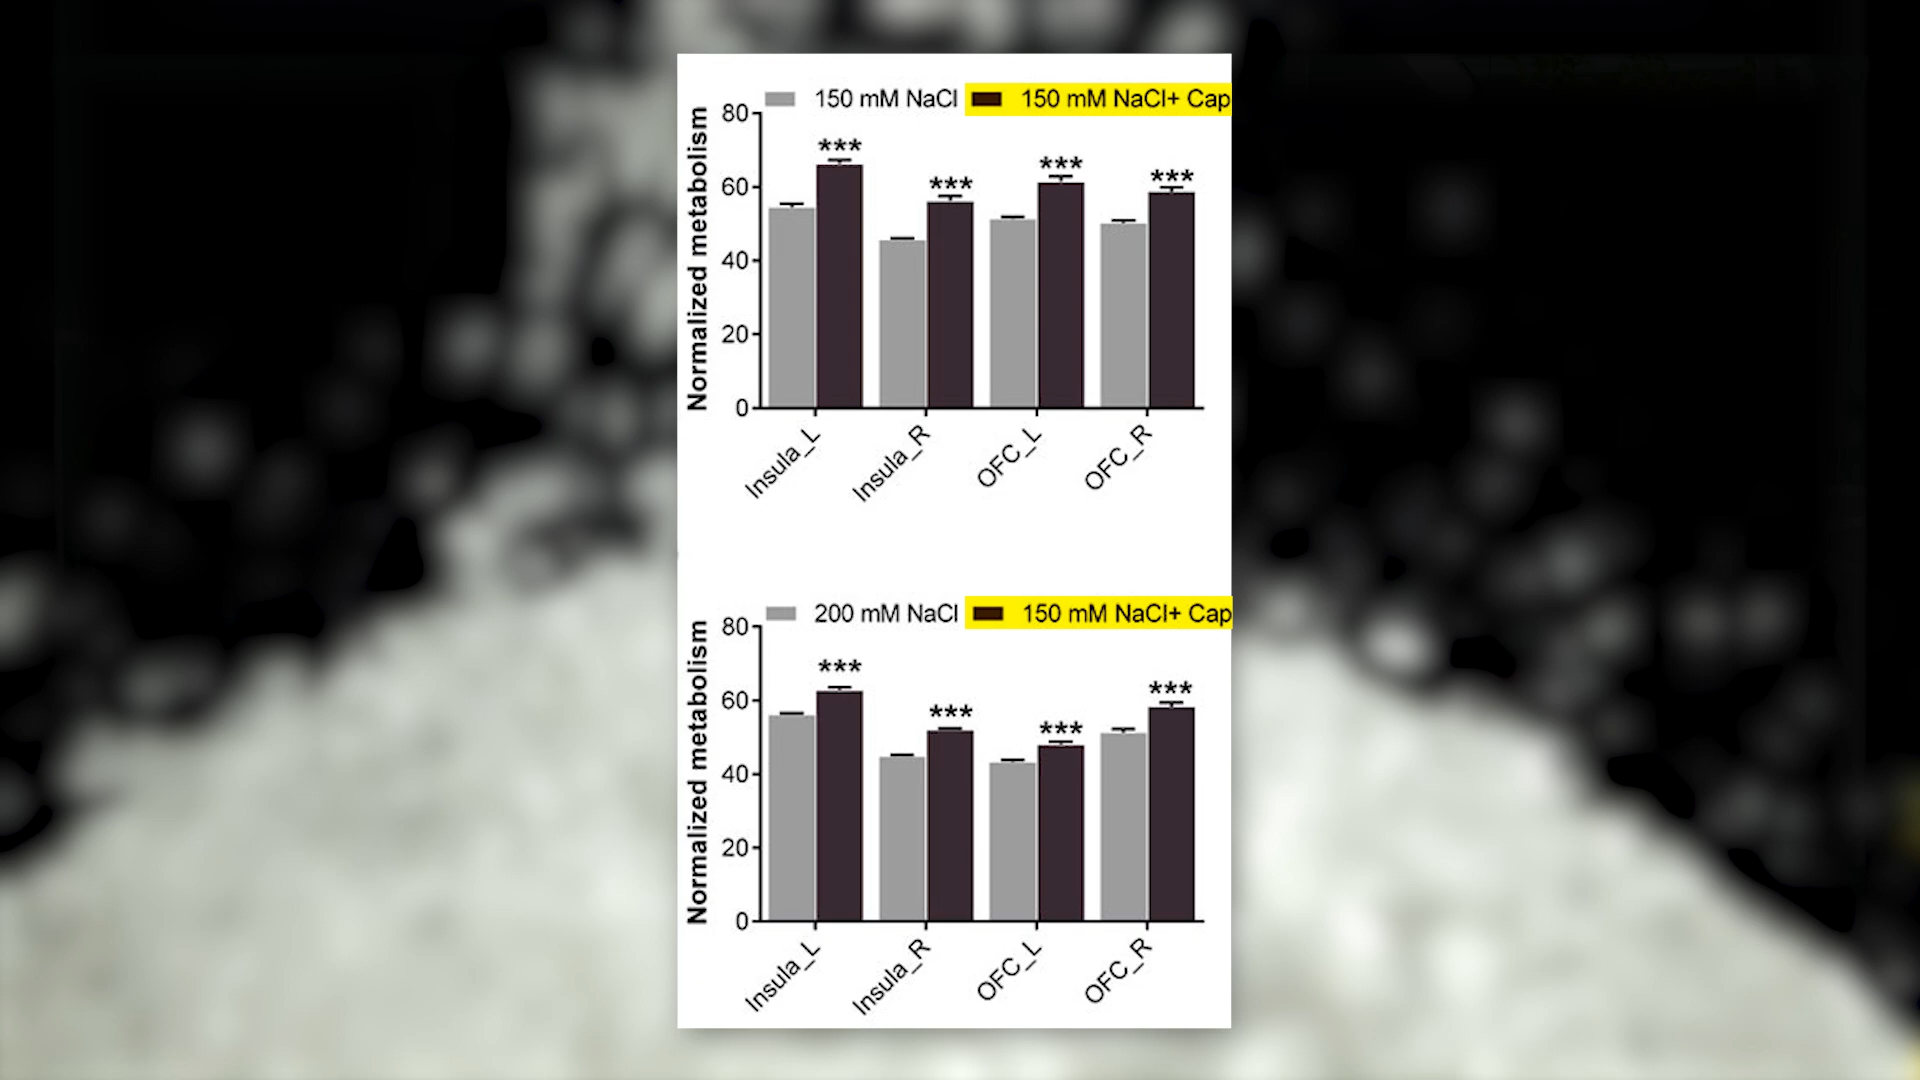 150 mM NaCl 150 mM NaCl+ Cap
Normalized metabolism
80
60
40
20
0
*** *** *** ***
Insula_L Insula_R OFC_L OFC_R
200 mM NaCl 150 mM NaCl+ Cap
Normalized metabolism
80
60
40
20
0
*** *** *** ***
Insula_L Insula_R OFC_L OFC_R